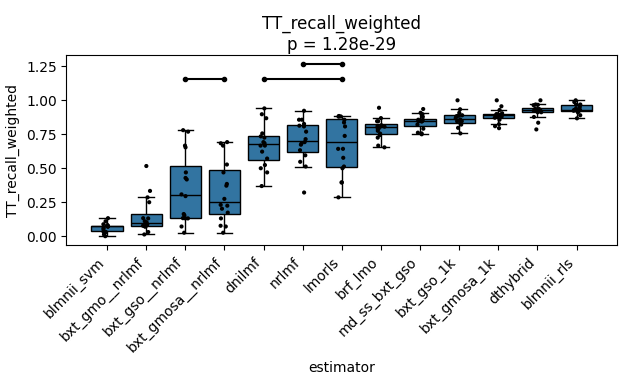 TT_recall_weighted
p = 1.28e-29
TT_recall_weighted
1.25
1.00
0.75
0.50
0.25
0.00
blmnii_svm
bxt_gmo__nrlmf
bxt_gso__nrlmf
bxt_gmosa__nrlmf
dnilmf
nrlmf
lmorls
brf_lmo
md_ss_bxt_gso
bxt_gso_1k
bxt_gmosa_1k
dthybrid
blmnii_rls
estimator